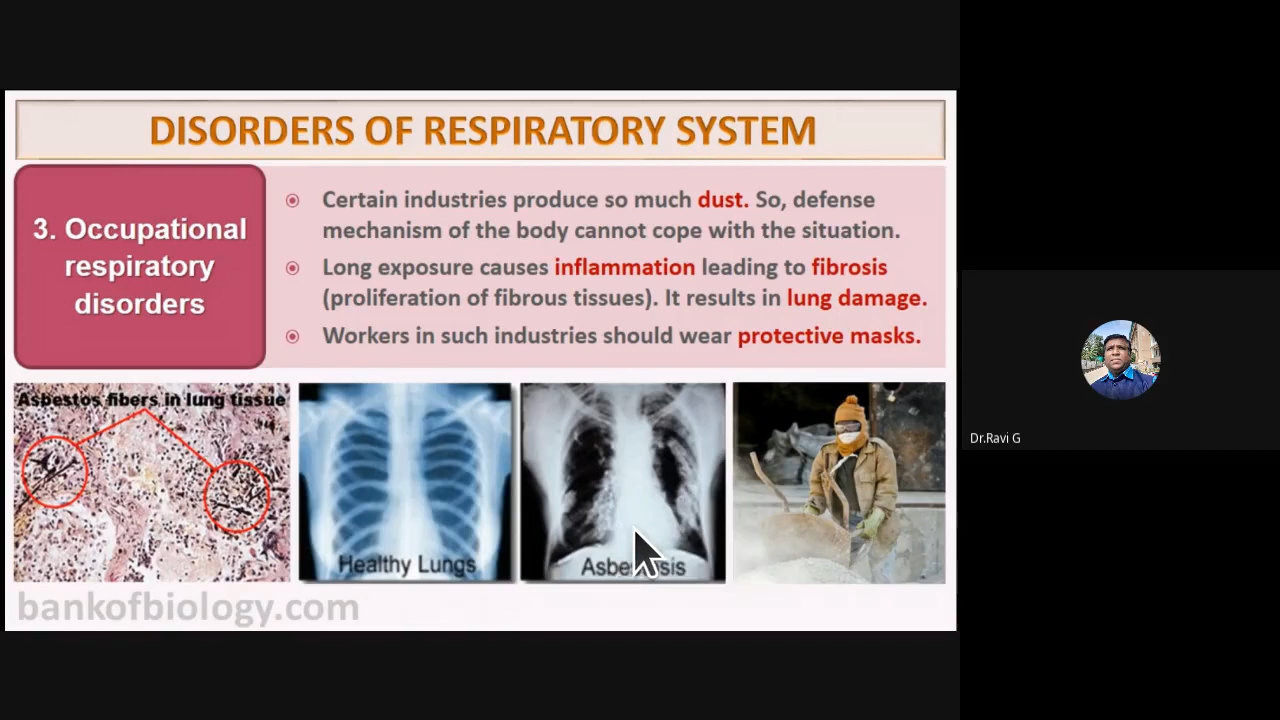 DISORDERS OF RESPIRATORY SYSTEM
3. Occupational
respiratory
disorders
Certain industries produce so much dust. So, defense
mechanism of the body cannot cope with the situation.
Long exposure causes inflammation leading to fibrosis
(proliferation of fibrous tissues). It results in lung damage.
Workers in such industries should wear protective masks.
Asbestos fibers in lung tissue
Healthy Lungs
bankofbiology.com
Dr.Ravi G